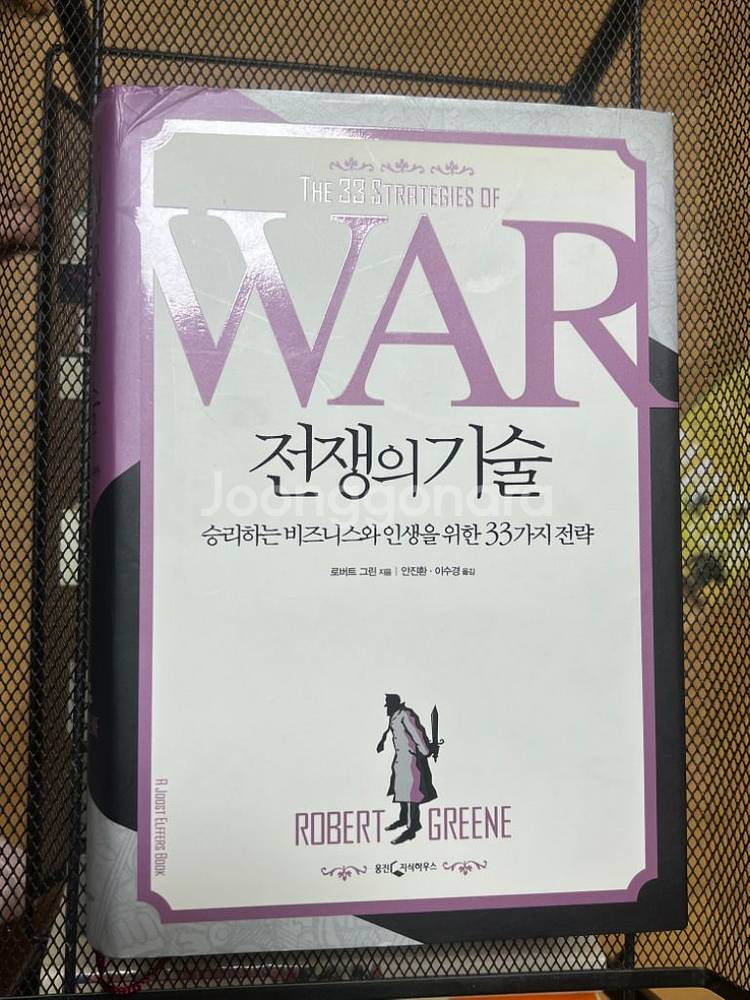 THE 33 STRATEGIES OF
WAR
전쟁의 기술
Joonggonara
승리하는 비즈니스와 인생을 위한 33가지 전략
로버트 그린 지음 | 안진환 · 이수경 옮김
A JOOST ELFFERS BOOK
ROBERT GREENE
웅진 지식하우스